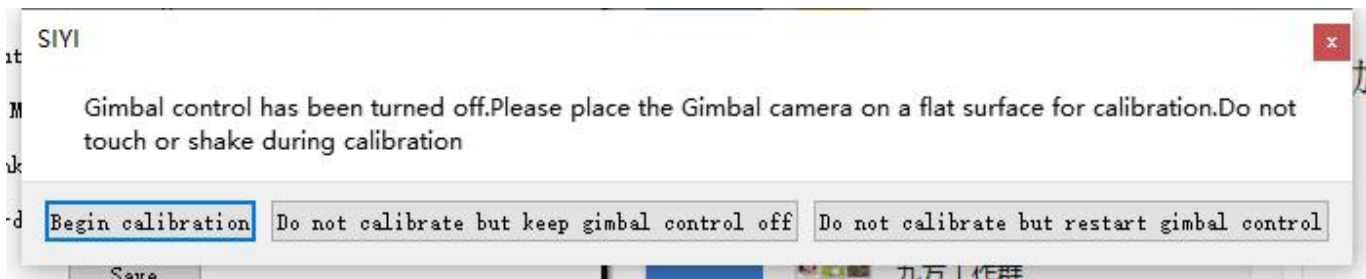 SIYI
x
Gimbal control has been turned off.Please place the Gimbal camera on a flat surface for calibration.Do not
touch or shake during calibration
Begin calibration
Do not calibrate but keep gimbal control off
Do not calibrate but restart gimbal control
Save